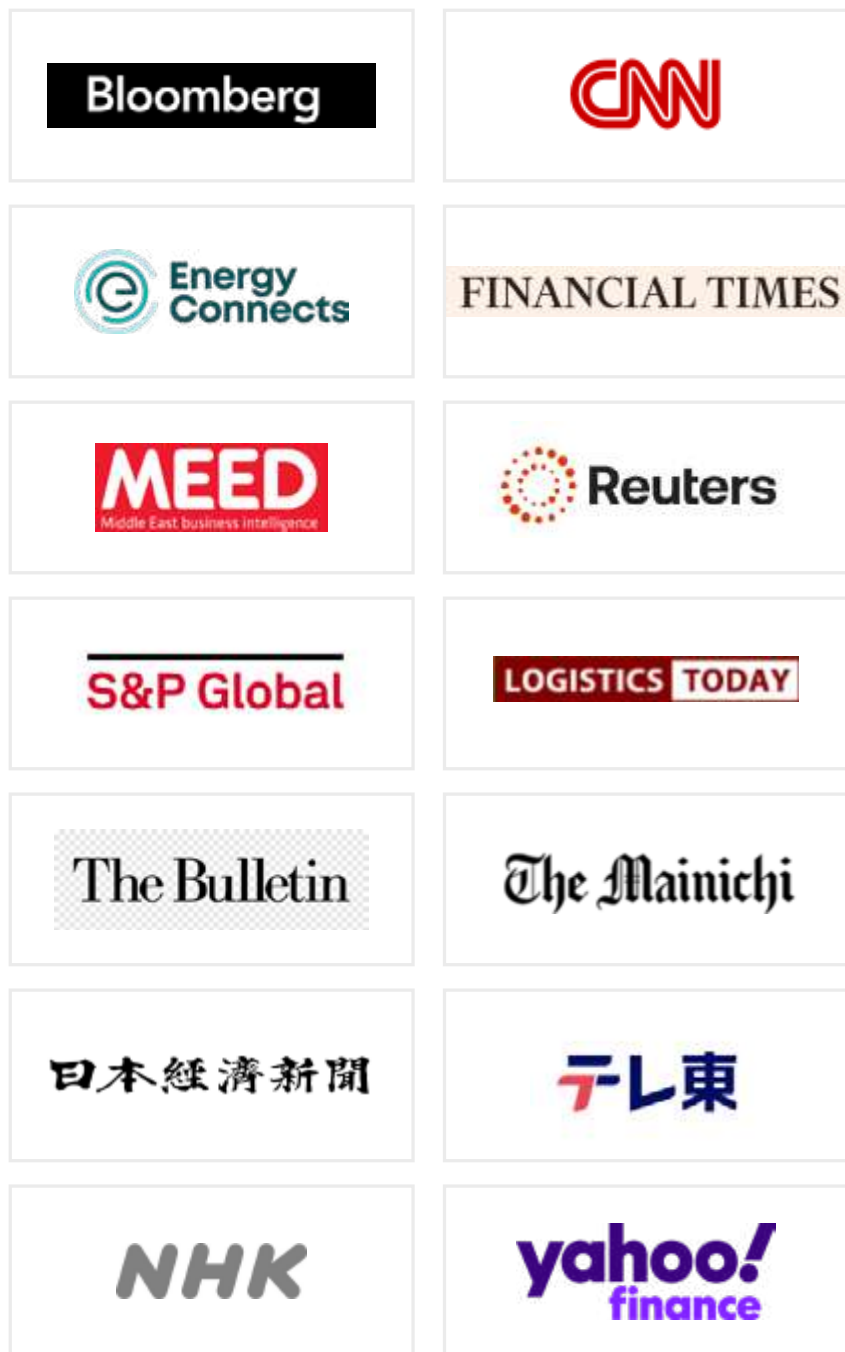 Bloomberg
CNN
Energy
Connects
FINANCIAL TIMES
MEED
Middle East business intelligence
Reuters
S&P Global
LOGISTICS TODAY
The Bulletin
The Mainichi
日本経濟新聞
テレ東
NHK
yahoo!
finance